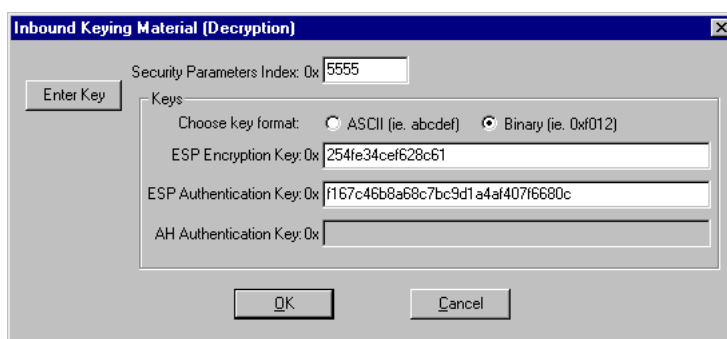 Inbound Keying Material (Decryption)
Security Parameters Index: 0x 5555
Enter Key
Keys
Choose key format: ASCII (ie. abcdef) Binary (ie. 0xf012)
ESP Encryption Key: 0x 254fe34cef628c61
ESP Authentication Key: 0x f167c46b8a68c7bc9d1a4af407f6680c
AH Authentication Key: 0x
OK Cancel